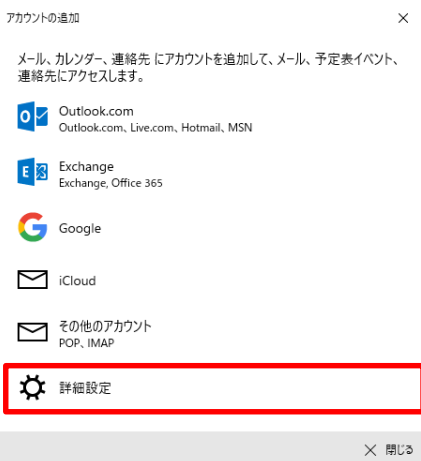 アカウントの追加
メール、カレンダー、連絡先 にアカウントを追加して、メール、予定表イベント、
連絡先にアクセスします。
Outlook.com
Outlook.com、Live.com、Hotmail、MSN
Exchange
Exchange, Office 365
Google
iCloud
その他のアカウント
POP、IMAP
詳細設定
閉じる